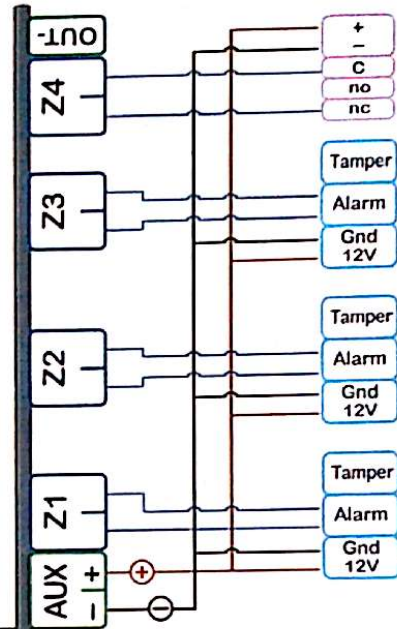 OUT-
+
−
Z4
C
no
nc
Z3
Tamper
Alarm
Gnd
12V
Z2
Tamper
Alarm
Gnd
12V
Z1
Tamper
Alarm
Gnd
12V
AUX + −
+
−